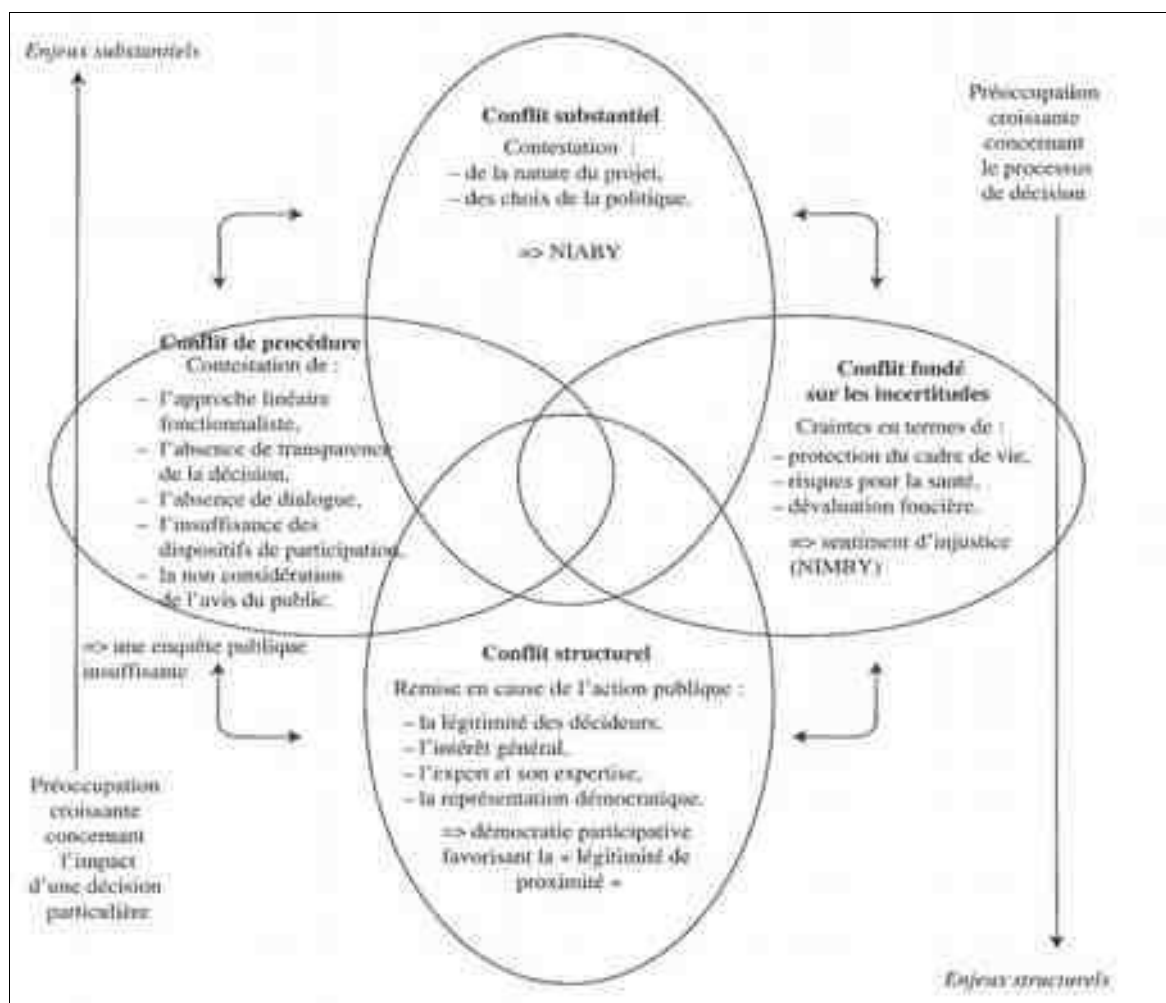 Enjeux substantiels
Préoccupation
croissante
concernant
le processus
de décision
Conflit substantiel
Contestation :
– de la nature du projet,
– des choix de la politique.
=> NIABY
Conflit de procédure
Contestation de :
– l'approche linéaire
fonctionnaliste,
– l'absence de transparence
de la décision,
– l'absence de dialogue,
– l'insuffisance des
dispositifs de participation,
– la non considération
de l'avis du public.
=> une enquête publique
insuffisante
Conflit fondé
sur les incertitudes
Craintes en termes de :
– protection du cadre de vie,
– risques pour la santé,
– dévaluation foncière.
=> sentiment d'injustice
(NIMBY)
Conflit structurel
Remise en cause de l'action publique :
– la légitimité des décideurs,
– l'intérêt général,
– l'expert et son expertise,
– la représentation démocratique.
=> démocratie participative
favorisant la « légitimité de
proximité »
Préoccupation
croissante
concernant
l'impact
d'une décision
particulière
Enjeux structurels